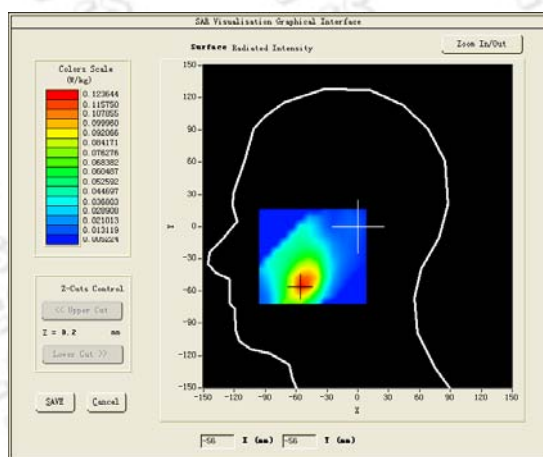 SAR Visualisation Graphical Interface
Surface Radiated Intensity
Zoom In/Out
Colors Scale
(W/kg)
0.123644
0.115750
0.107855
0.099960
0.092066
0.084171
0.076276
0.068382
0.060487
0.052592
0.044697
0.036803
0.028908
0.021013
0.013119
0.005224
150
120
90
60
30
0
-30
-60
-90
-120
-150
Y
-150
-120
-90
-60
-30
0
30
60
90
120
150
X
Z-Cuts Control
<< Upper Cut
Z = 0.2 mm
Lower Cut >>
SAVE
Cancel
-56 X (mm) -56 Y (mm)